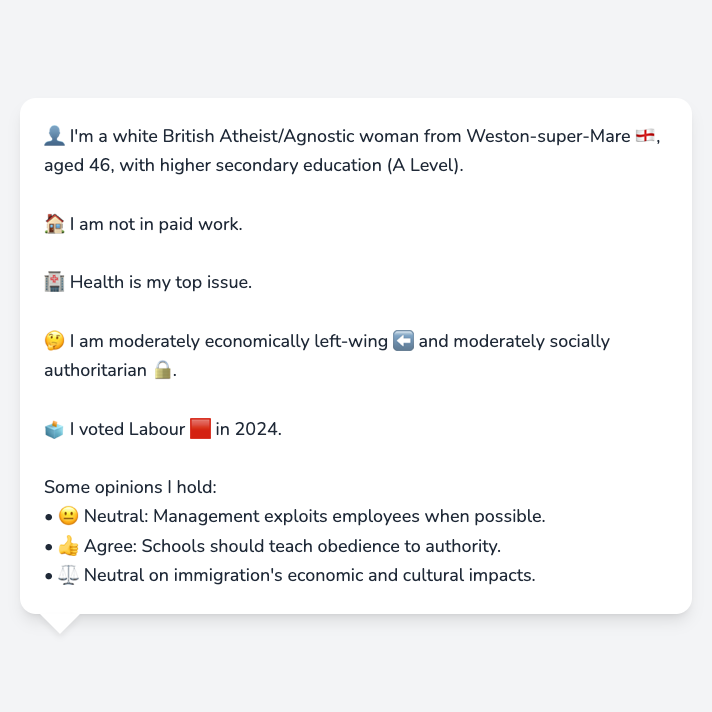 👤 I'm a white British Atheist/Agnostic woman from Weston-super-Mare 🏴󠁧󠁢󠁥󠁮󠁧󠁿,
aged 46, with higher secondary education (A Level).
🏠 I am not in paid work.
🏥 Health is my top issue.
🤔 I am moderately economically left-wing ⬅️ and moderately socially
authoritarian 🔒.
🗳️ I voted Labour 🟥 in 2024.
Some opinions I hold:
• 😐 Neutral: Management exploits employees when possible.
• 👍 Agree: Schools should teach obedience to authority.
• ⚖️ Neutral on immigration's economic and cultural impacts.